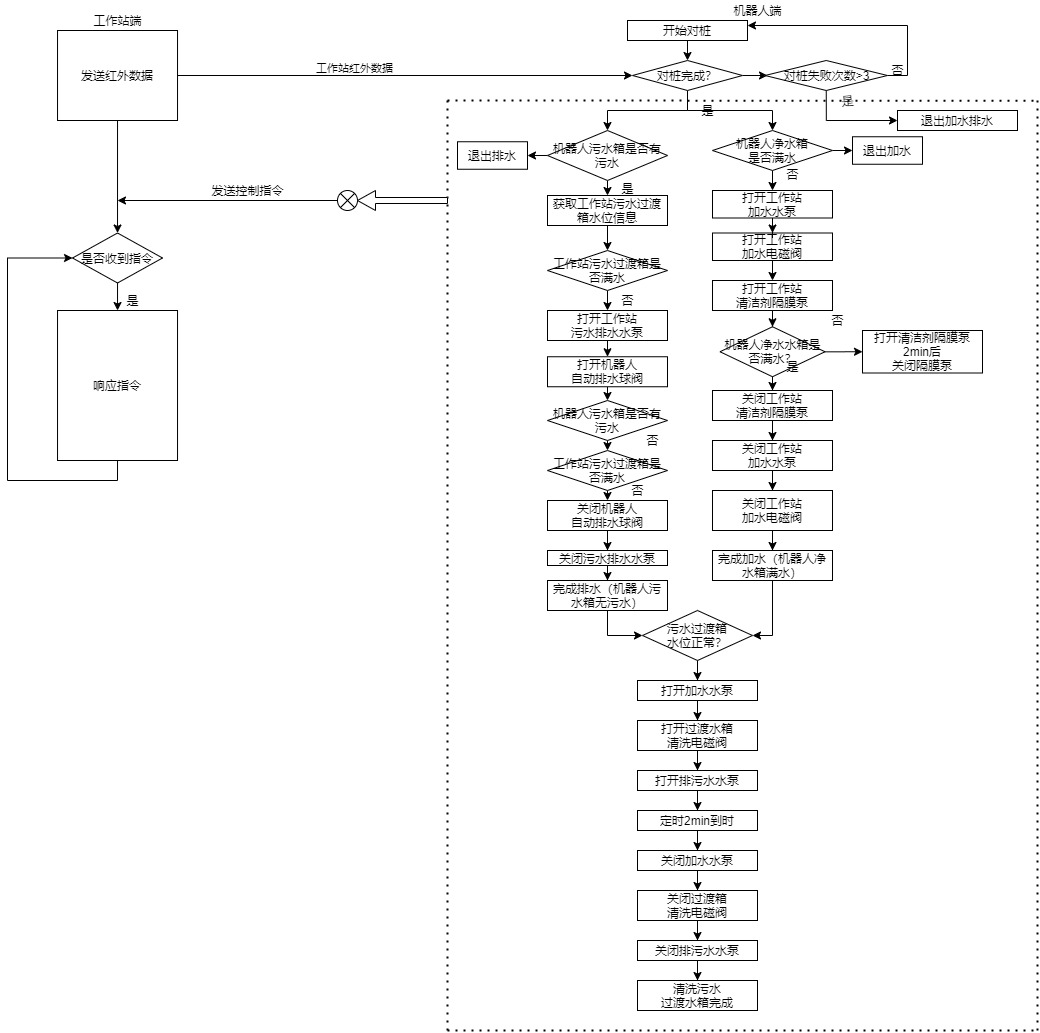 工作站端
发送红外数据
工作站红外数据
发送控制指令
是否收到指令
是
响应指令
机器人端
开始对桩
对桩完成?
对桩失败次数>3
否
是
退出加水排水
是
机器人污水箱是否有
污水
退出排水
是
获取工作站污水过渡
箱水位信息
工作站污水过渡箱是
否满水
否
打开工作站
污水排水水泵
打开机器人
自动排水球阀
机器人污水箱是否有
污水
否
工作站污水过渡箱是
否满水
否
关闭机器人
自动排水球阀
关闭污水排水水泵
完成排水（机器人污
水箱无污水）
机器人净水箱
是否满水
退出加水
否
打开工作站
加水水泵
打开工作站
加水电磁阀
打开工作站
清洁剂隔膜泵
否
机器人净水水箱是
否满水?
是
打开清洁剂隔膜泵
2min后
关闭隔膜泵
关闭工作站
清洁剂隔膜泵
关闭工作站
加水水泵
关闭工作站
加水电磁阀
完成加水（机器人净
水箱满水）
污水过渡箱
水位正常?
打开加水水泵
打开过渡水箱
清洗电磁阀
打开排污水水泵
定时2min到时
关闭加水水泵
关闭过渡箱
清洗电磁阀
关闭排污水水泵
清洗污水
过渡水箱完成